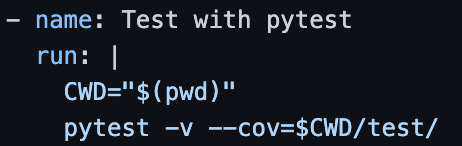 - name: Test with pytest
run: |
CWD="$(pwd)"
pytest -v --cov=$CWD/test/